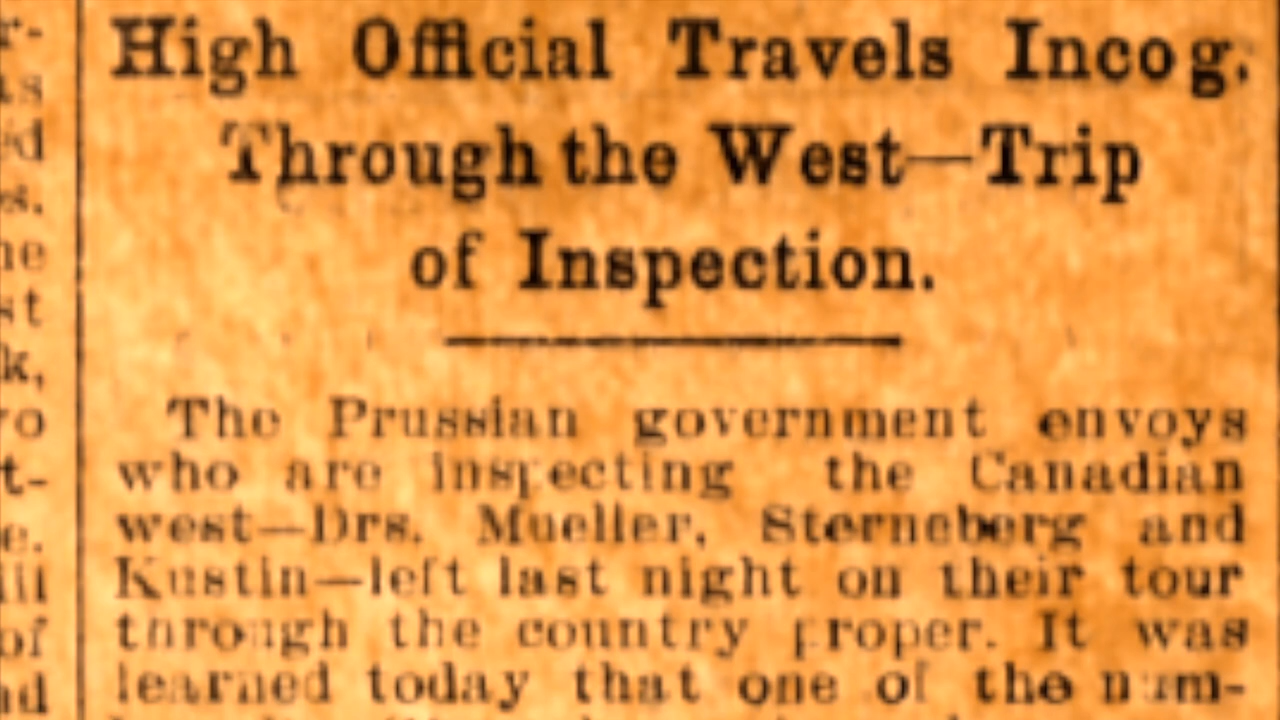 High Official Travels Incog.
Through the West—Trip
of Inspection.
The Prussian government envoys
who are inspecting the Canadian
west—Drs. Mueller, Sterneberg and
Kustin—left last night on their tour
through the country proper. It was
learned today that one of the num-